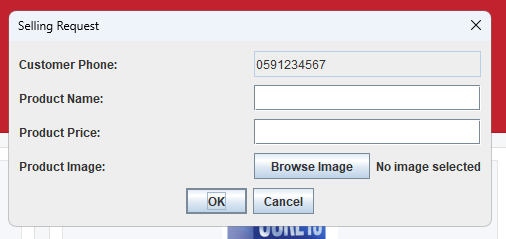 Selling Request
Customer Phone: 0591234567
Product Name:
Product Price:
Product Image: Browse Image No image selected
OK Cancel